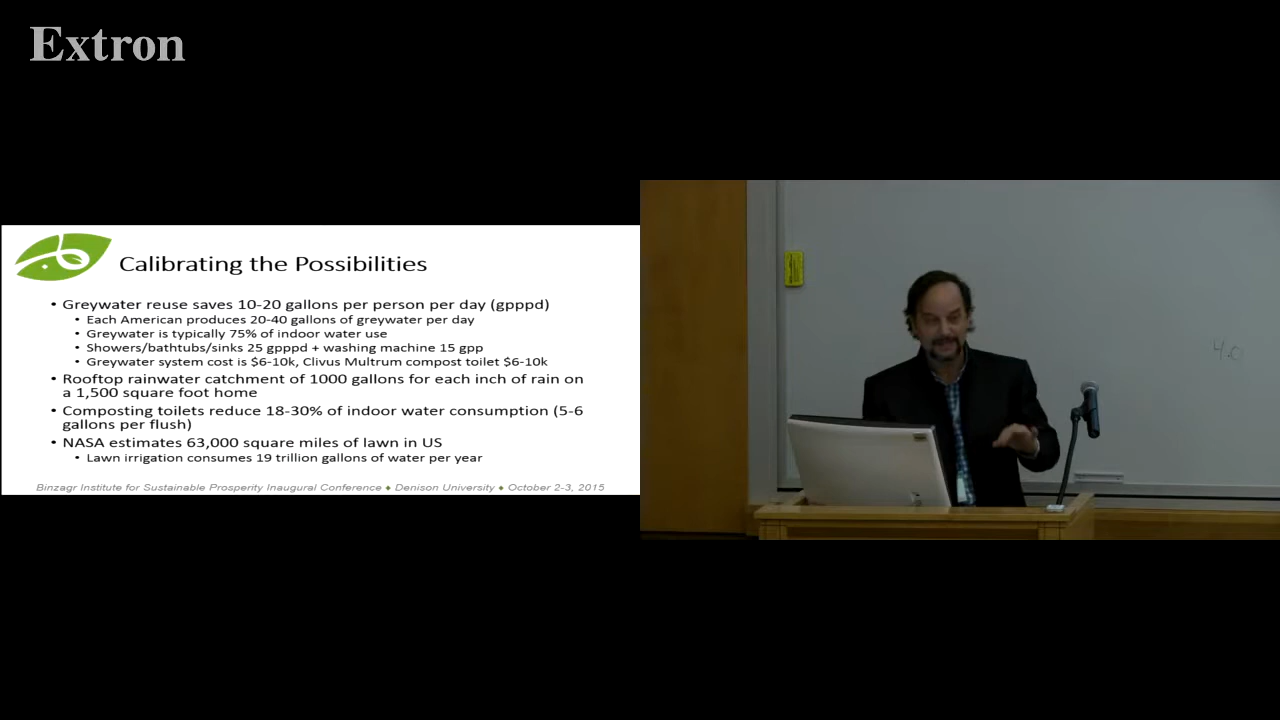 Extron
Calibrating the Possibilities
• Greywater reuse saves 10-20 gallons per person per day (gpppd)
• Each American produces 20-40 gallons of greywater per day
• Greywater is typically 75% of indoor water use
• Showers/bathtubs/sinks 25 gpppd + washing machine 15 gpp
• Greywater system cost is $6-10k, Clivus Multrum compost toilet $6-10k
• Rooftop rainwater catchment of 1000 gallons for each inch of rain on
a 1,500 square foot home
• Composting toilets reduce 18-30% of indoor water consumption (5-6
gallons per flush)
• NASA estimates 63,000 square miles of lawn in US
• Lawn irrigation consumes 19 trillion gallons of water per year
Binzagr Institute for Sustainable Prosperity Inaugural Conference ♦ Denison University ♦ October 2-3, 2015
4.0